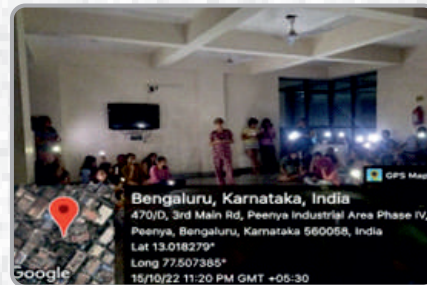 GPS Map
Bengaluru, Karnataka, India
470/D, 3rd Main Rd, Peenya Industrial Area Phase IV,
Peenya, Bengaluru, Karnataka 560058, India
Lat 13.018279°
Long 77.507385°
15/10/22 11:20 PM GMT +05:30
Google